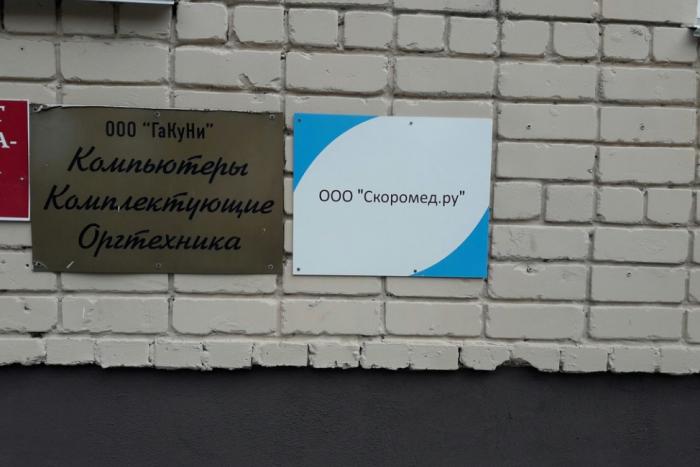 ООО "ГаКуНи"
Компьютеры
Комплектующие
Оргтехника
ООО "Скоромед.ру"